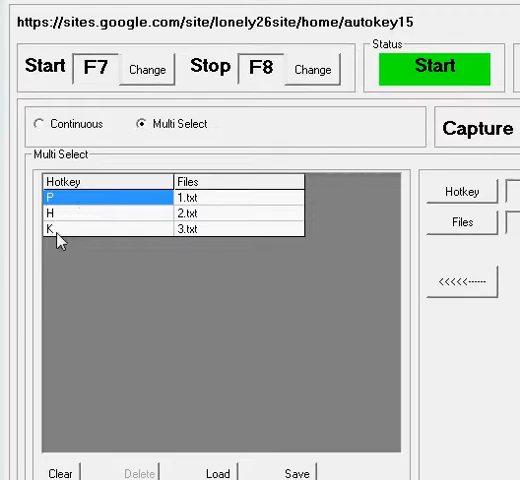 https://sites.google.com/site/lonely26site/home/autokey15
Status
Start F7 Change Stop F8 Change Start
Continuous Multi Select Capture
Multi Select
Hotkey Files
P 1.txt
H 2.txt
K 3.txt
Hotkey
Files
<<<<<------
Clear Delete Load Save